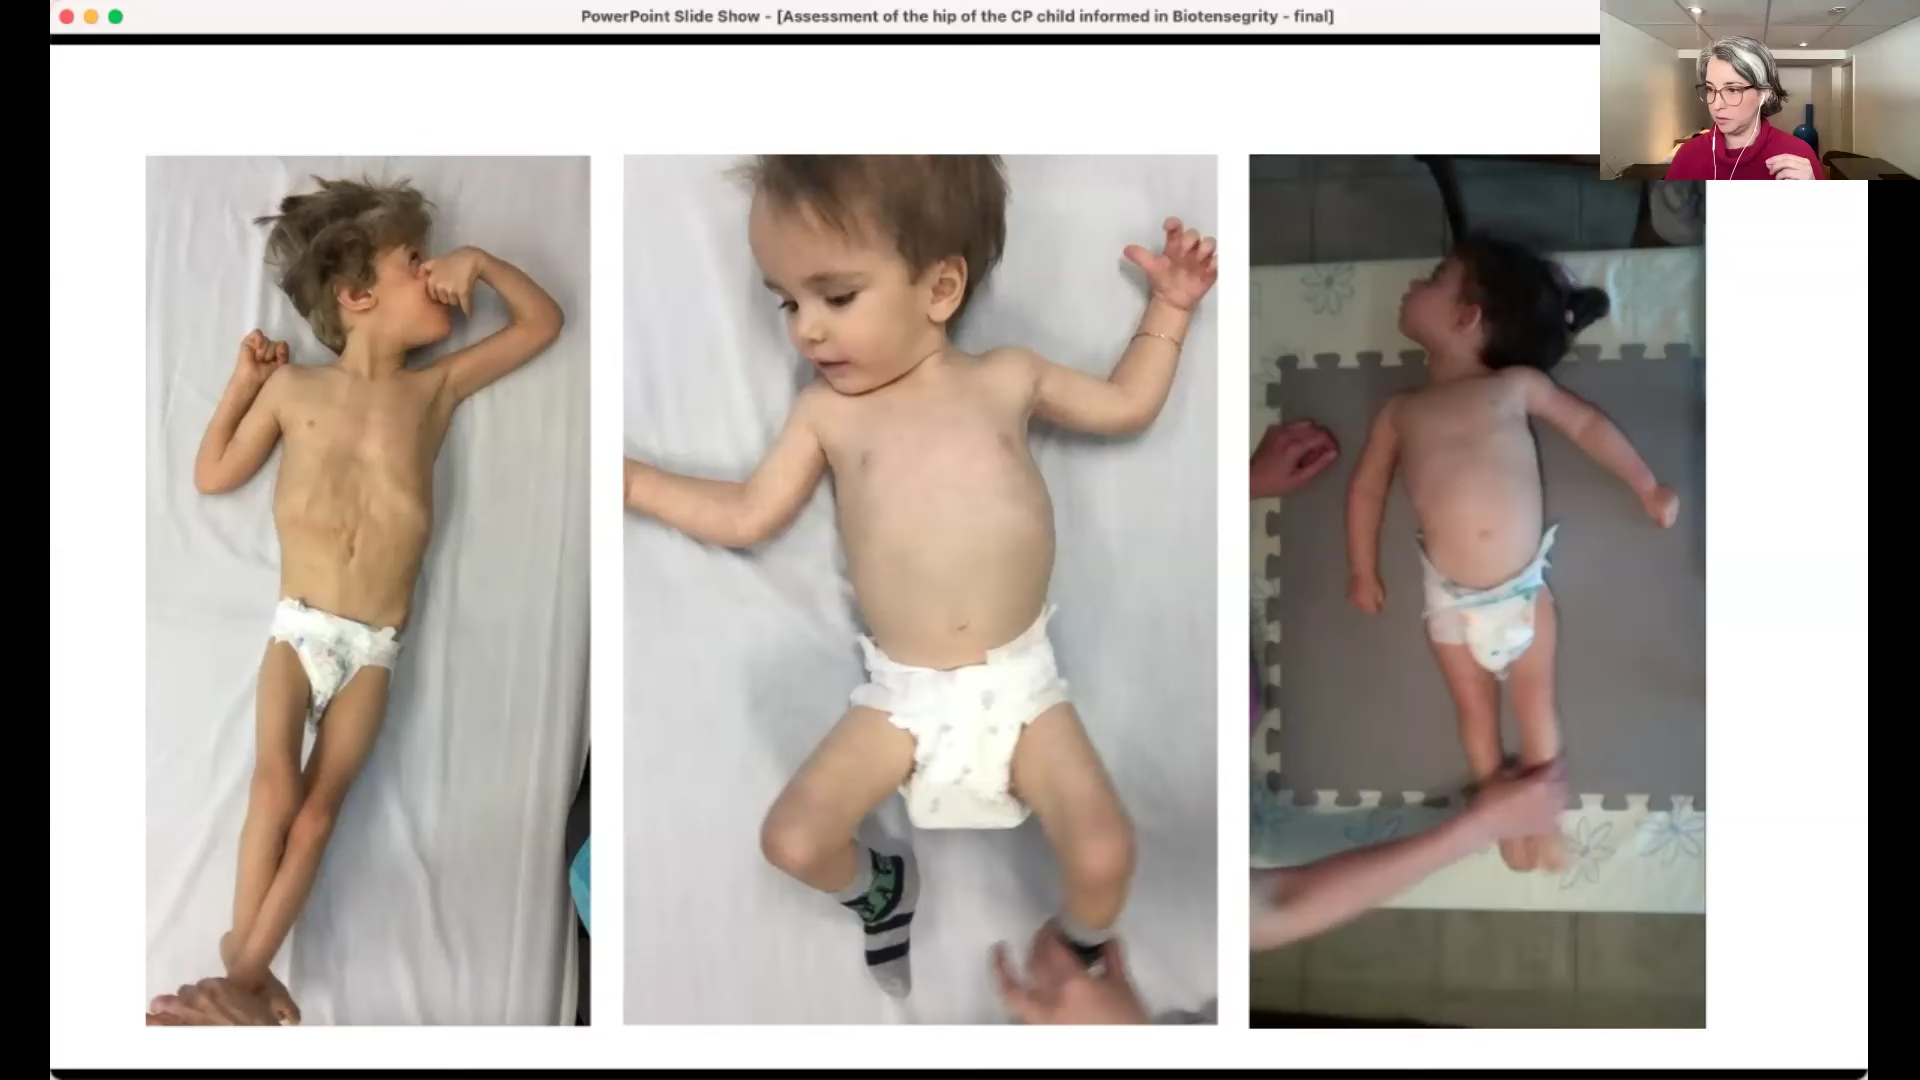 PowerPoint Slide Show - [Assessment of the hip of the CP child informed in Biotensegrity - final]